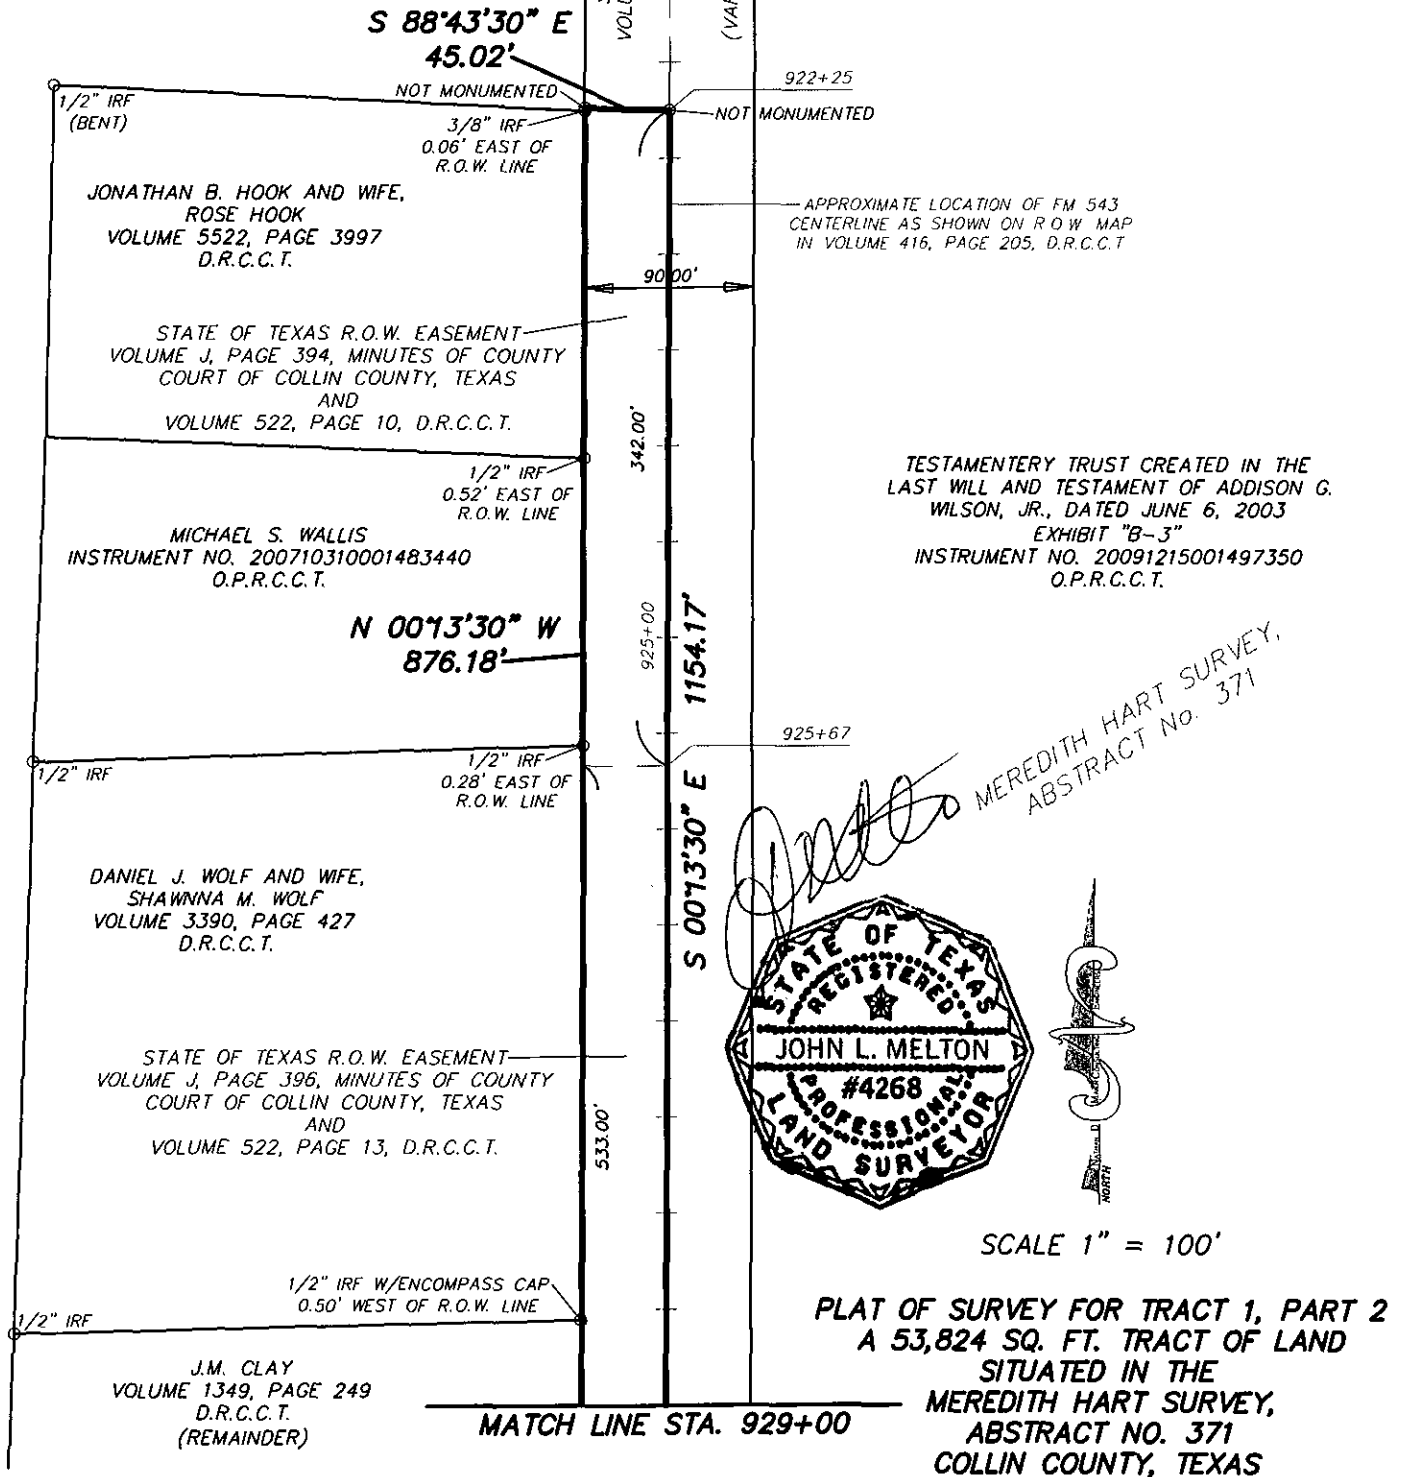 S 88°43'30" E
45.02'
VOLU
(VAR
1/2" IRF
(BENT)
NOT MONUMENTED
3/8" IRF
0.06' EAST OF
R.O.W. LINE
922+25
NOT MONUMENTED
JONATHAN B. HOOK AND WIFE,
ROSE HOOK
VOLUME 5522, PAGE 3997
D.R.C.C.T.
APPROXIMATE LOCATION OF FM 543
CENTERLINE AS SHOWN ON R O W MAP
IN VOLUME 416, PAGE 205, D.R.C.C.T
90.00'
STATE OF TEXAS R.O.W. EASEMENT
VOLUME J, PAGE 394, MINUTES OF COUNTY
COURT OF COLLIN COUNTY, TEXAS
AND
VOLUME 522, PAGE 10, D.R.C.C.T.
342.00'
1/2" IRF
0.52' EAST OF
R.O.W. LINE
TESTAMENTERY TRUST CREATED IN THE
LAST WILL AND TESTAMENT OF ADDISON G.
WILSON, JR., DATED JUNE 6, 2003
EXHIBIT "B-3"
INSTRUMENT NO. 20091215001497350
O.P.R.C.C.T.
MICHAEL S. WALLIS
INSTRUMENT NO. 200710310001483440
O.P.R.C.C.T.
N 00°13'30" W
876.18'
925+00
S 00°13'30" E 1154.17'
925+67
MEREDITH HART SURVEY,
ABSTRACT No. 371
1/2" IRF
1/2" IRF
0.28' EAST OF
R.O.W. LINE
DANIEL J. WOLF AND WIFE,
SHAWNNA M. WOLF
VOLUME 3390, PAGE 427
D.R.C.C.T.
STATE OF TEXAS
REGISTERED
JOHN L. MELTON
#4268
PROFESSIONAL
LAND SURVEYOR
NORTH
STATE OF TEXAS R.O.W. EASEMENT
VOLUME J, PAGE 396, MINUTES OF COUNTY
COURT OF COLLIN COUNTY, TEXAS
AND
VOLUME 522, PAGE 13, D.R.C.C.T.
533.00'
SCALE 1" = 100'
1/2" IRF W/ENCOMPASS CAP
0.50' WEST OF R.O.W. LINE
1/2" IRF
J.M. CLAY
VOLUME 1349, PAGE 249
D.R.C.C.T.
(REMAINDER)
MATCH LINE STA. 929+00
PLAT OF SURVEY FOR TRACT 1, PART 2
A 53,824 SQ. FT. TRACT OF LAND
SITUATED IN THE
MEREDITH HART SURVEY,
ABSTRACT NO. 371
COLLIN COUNTY, TEXAS